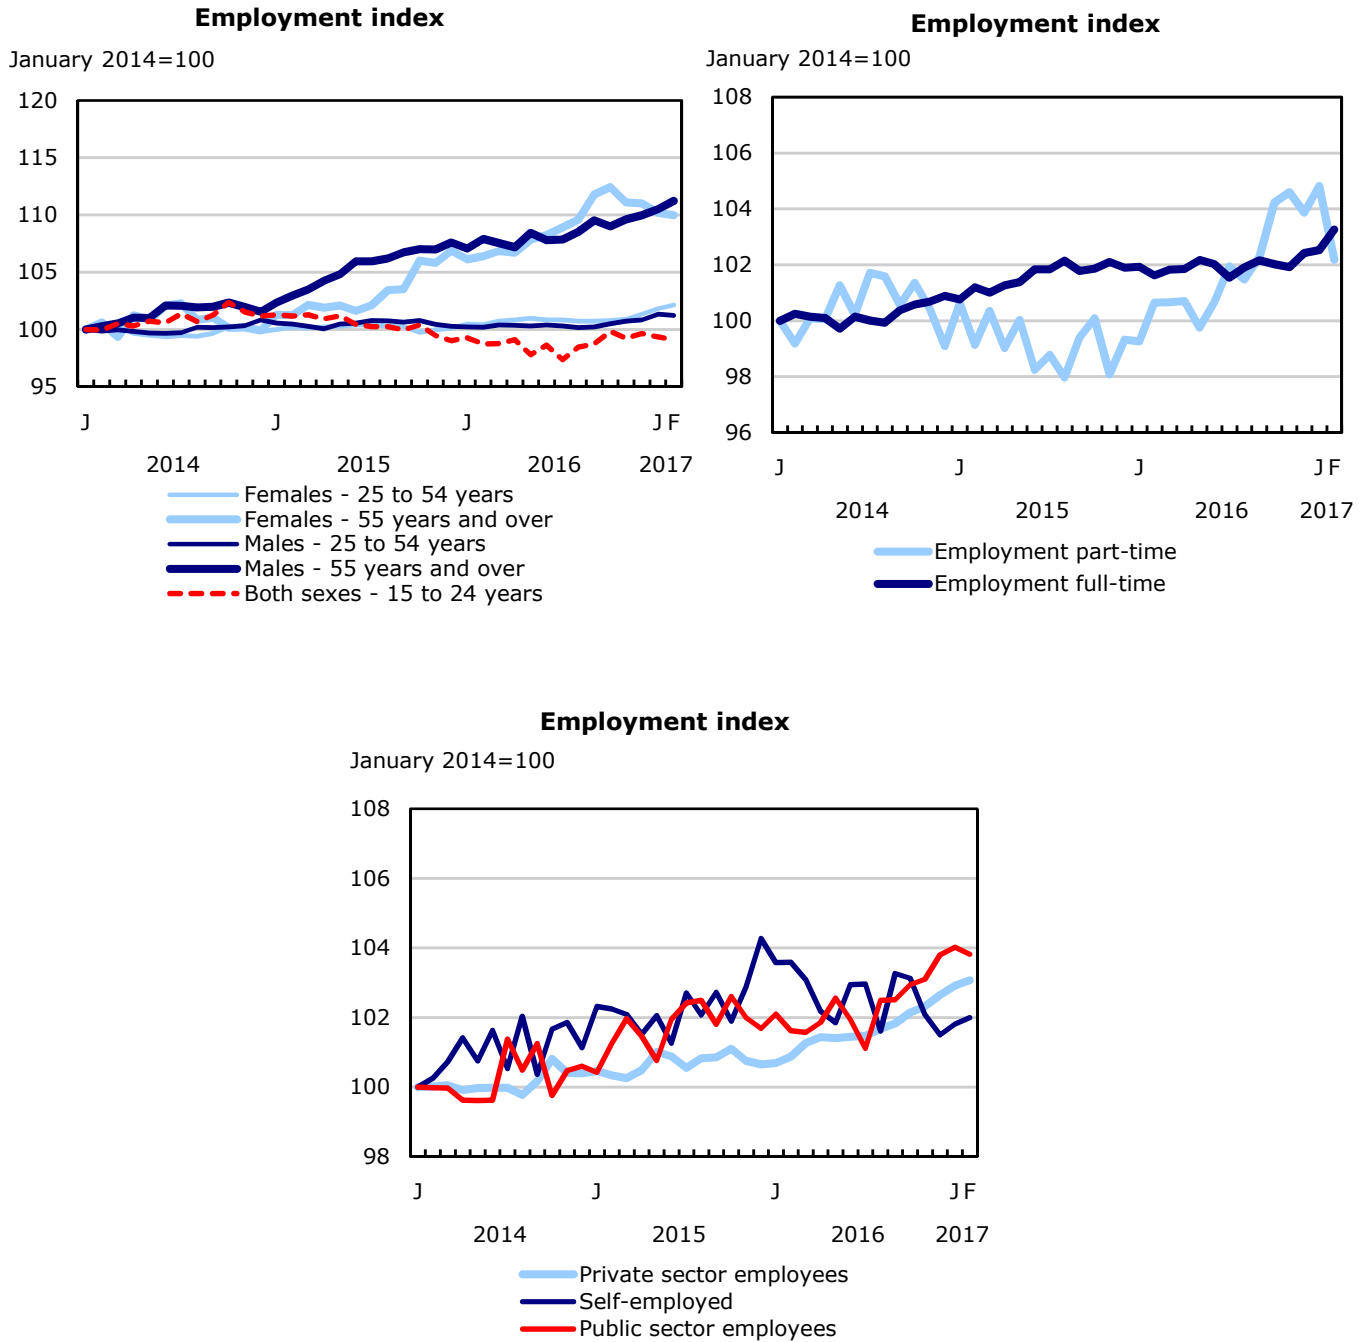 Employment index
January 2014=100
120
115
110
105
100
95
J J J J F
2014 2015 2016 2017
Females - 25 to 54 years
Females - 55 years and over
Males - 25 to 54 years
Males - 55 years and over
Both sexes - 15 to 24 years
Employment index
January 2014=100
108
106
104
102
100
98
96
J J J J F
2014 2015 2016 2017
Employment part-time
Employment full-time
Employment index
January 2014=100
108
106
104
102
100
98
J J J J F
2014 2015 2016 2017
Private sector employees
Self-employed
Public sector employees